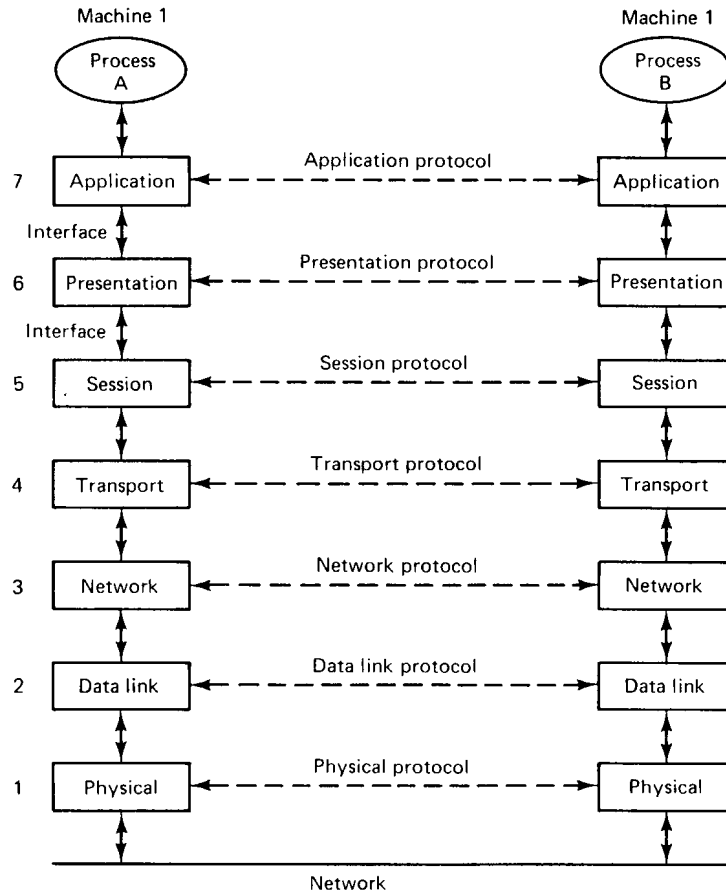 Machine 1 Machine 1
Process Process
A B
Application protocol
7 Application Application
Interface
Presentation protocol
6 Presentation Presentation
Interface
Session protocol
5 Session Session
Transport protocol
4 Transport Transport
Network protocol
3 Network Network
Data link protocol
2 Data link Data link
Physical protocol
1 Physical Physical
Network